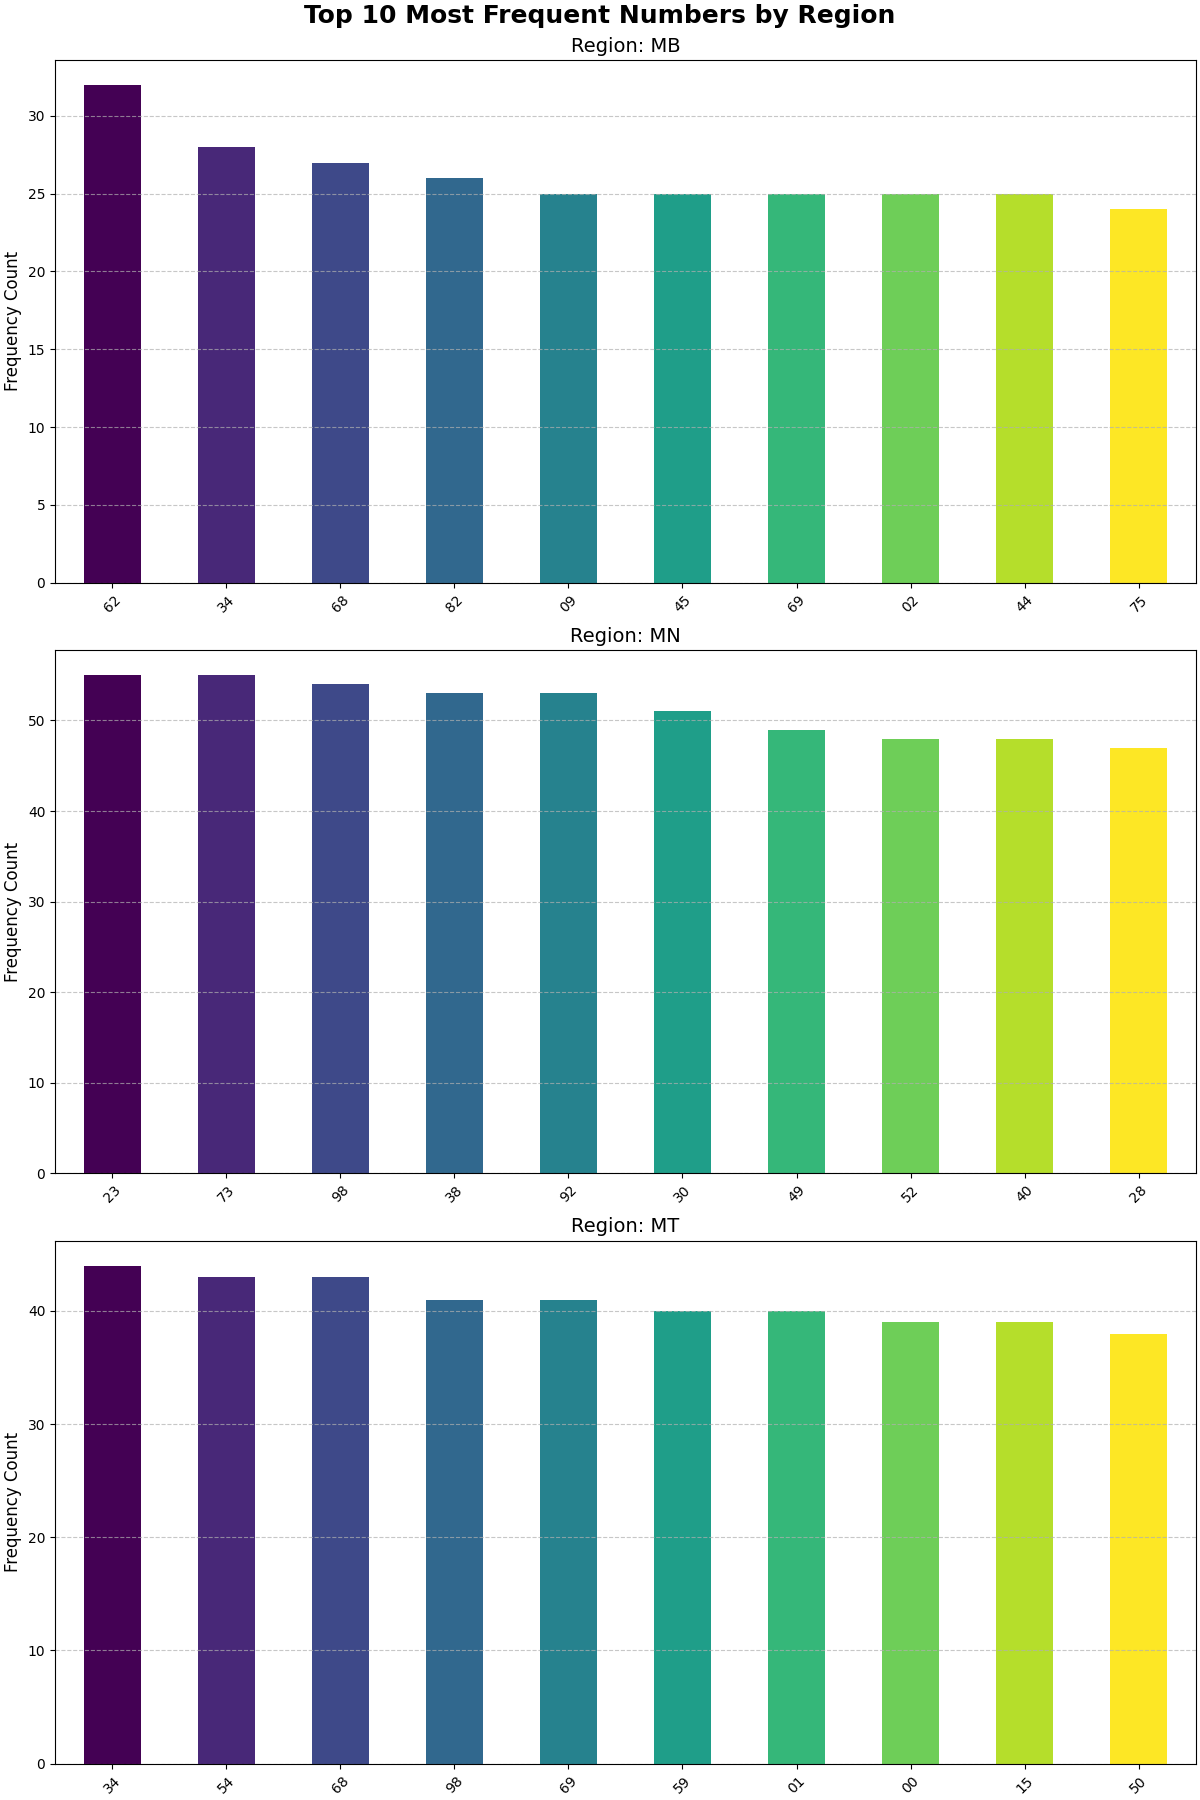 Top 10 Most Frequent Numbers by Region
Region: MB
Frequency Count
30
25
20
15
10
5
0
62 34 68 82 09 45 69 02 44 75
Region: MN
Frequency Count
50
40
30
20
10
0
23 73 98 38 92 30 49 52 40 28
Region: MT
Frequency Count
40
30
20
10
0
34 54 68 98 69 59 01 00 15 50